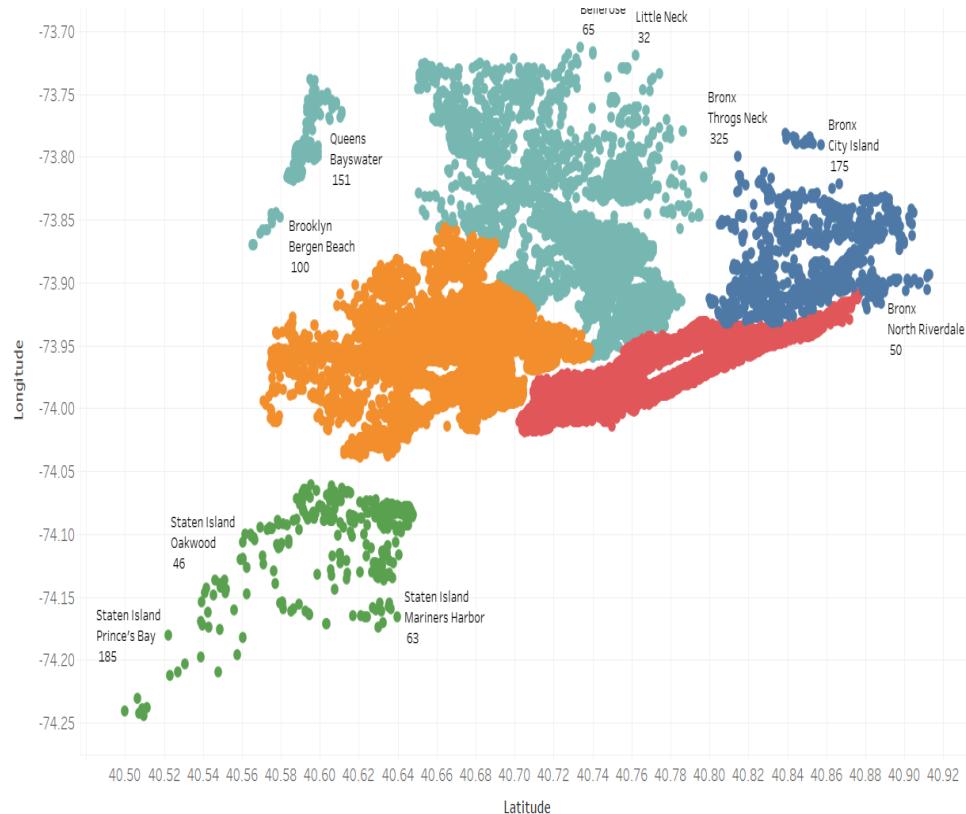 Bellerose
65
Little Neck
32
-73.70
-73.75
-73.80
-73.85
-73.90
-73.95
-74.00
-74.05
-74.10
-74.15
-74.20
-74.25
Longitude
Bronx
Throgs Neck
325
Bronx
City Island
175
Queens
Bayswater
151
Brooklyn
Bergen Beach
100
Bronx
North Riverdale
50
Staten Island
Oakwood
46
Staten Island
Mariners Harbor
63
Staten Island
Prince's Bay
185
40.50 40.52 40.54 40.56 40.58 40.60 40.62 40.64 40.66 40.68 40.70 40.72 40.74 40.76 40.78 40.80 40.82 40.84 40.86 40.88 40.90 40.92
Latitude